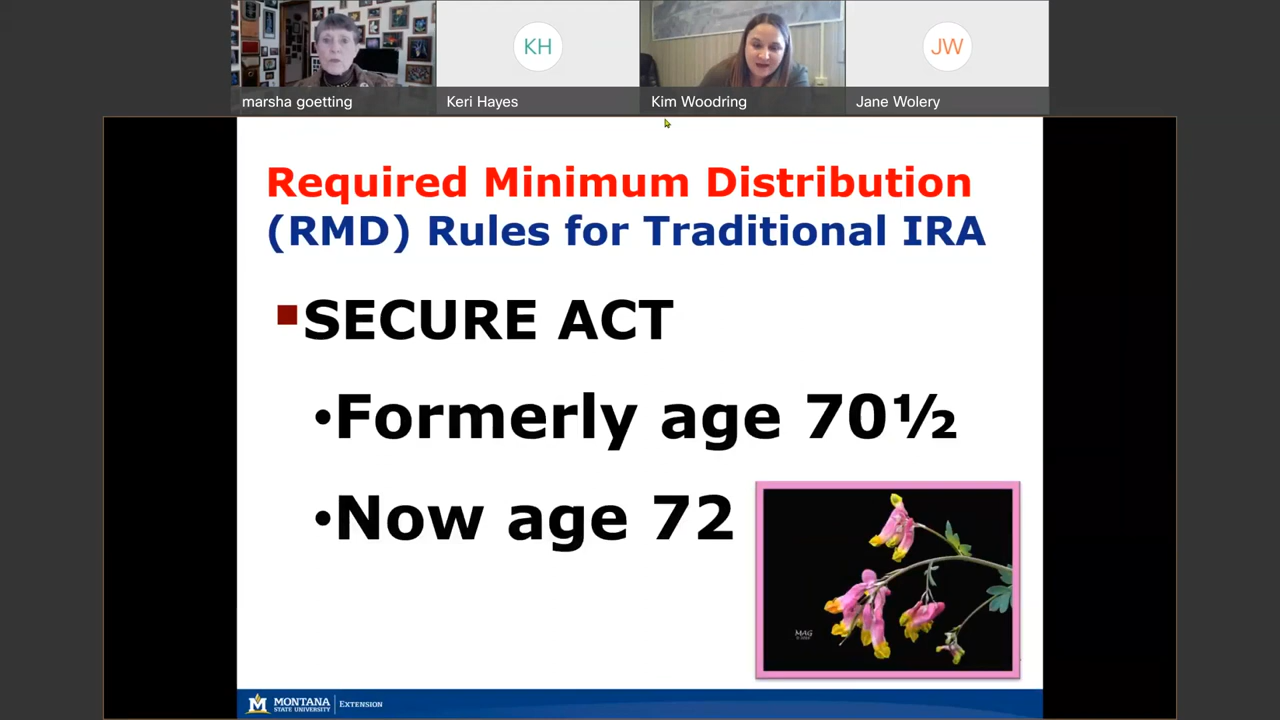 KH
JW
marsha goetting
Keri Hayes
Kim Woodring
Jane Wolery
Required Minimum Distribution
(RMD) Rules for Traditional IRA
SECURE ACT
•Formerly age 70½
•Now age 72
MAG
MONTANA
STATE UNIVERSITY
EXTENSION